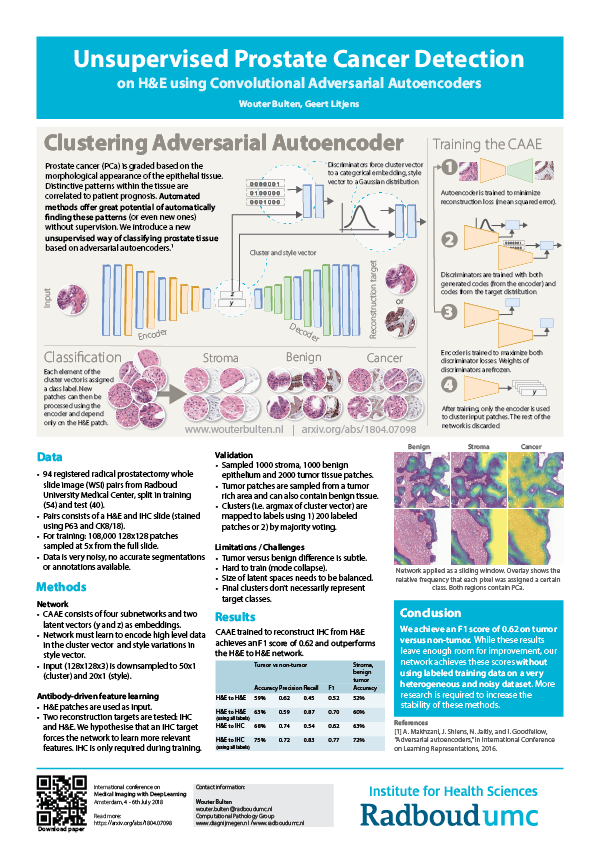 Unsupervised Prostate Cancer Detection
on H&E using Convolutional Adversarial Autoencoders
Wouter Bulten, Geert Litjens
Clustering Adversarial Autoencoder
Prostate cancer (PCa) is graded based on the
morphological appearance of the epithelial tissue.
Distinctive patterns within the tissue are
correlated to patient prognosis. Automated
methods offer great potential of automatically
finding these patterns (or even new ones)
without supervision. We introduce a new
unsupervised way of classifying prostate tissue
based on adversarial autoencoders.¹
Discriminators force cluster vector
to a categorical embedding, style
vector to a Gaussian distribution
0000001
0100000
0001000
Cluster and style vector
Input
Encoder
z
y
Decoder
Reconstruction target
or
Training the CAAE
1
Autoencoder is trained to minimize
reconstruction loss (mean squared error).
2
Discriminators are trained with both
generated codes (from the encoder) and
codes from the target distribution
3
Encoder is trained to maximize both
discriminator losses. Weights of
discriminators are frozen.
4
After training, only the encoder is used
to cluster input patches. The rest of the
network is discarded
Classification
Each element of the
cluster vector is assigned
a class label. New
patches can then be
processed using the
encoder and depend
only on the H&E patch.
Stroma
Benign
Cancer
www.wouterbulten.nl | arxiv.org/abs/1804.07098
Data
• 94 registered radical prostatectomy whole
slide image (WSI) pairs from Radboud
University Medical Center, split in training
(54) and test (40).
• Pairs consists of a H&E and IHC slide (stained
using P63 and CK8/18).
• For training: 108,000 128x128 patches
sampled at 5x from the full slide.
• Data is very noisy, no accurate segmentations
or annotations available.
Methods
Network
• CAAE consists of four subnetworks and two
latent vectors (y and z) as embeddings.
• Network must learn to encode high level data
in the cluster vector and style variations in
style vector.
• Input (128x128x3) is downsampled to 50x1
(cluster) and 20x1 (style).
Antibody-driven feature learning
• H&E patches are used as input.
• Two reconstruction targets are tested: IHC
and H&E. We hypothesise that an IHC target
forces the network to learn more relevant
features. IHC is only required during training.
Validation
• Sampled 1000 stroma, 1000 benign
epithelium and 2000 tumor tissue patches.
• Tumor patches are sampled from a tumor
rich area and can also contain benign tissue.
• Clusters (i.e. argmax of cluster vector) are
mapped to labels using 1) 200 labeled
patches or 2) by majority voting.
Limitations / Challenges
• Tumor versus benign difference is subtle.
• Hard to train (mode collapse).
• Size of latent spaces needs to be balanced.
• Final clusters don't necessarily represent
target classes.
Results
CAAE trained to reconstruct IHC from H&E
achieves an F1 score of 0.62 and outperforms
the H&E to H&E network.
Tumor vs non-tumor Stroma,
benign
tumor
Accuracy Precision Recall F1 Accuracy
H&E to H&E 59% 0.62 0.45 0.52 52%
H&E to H&E 63% 0.59 0.87 0.70 60%
(using all labels)
H&E to IHC 68% 0.74 0.54 0.62 63%
H&E to IHC 75% 0.72 0.83 0.77 72%
(using all labels)
Benign Stroma Cancer
Network applied as a sliding window. Overlay shows the
relative frequency that each pixel was assigned a certain
class. Both regions contain PCa.
Conclusion
We achieve an F1 score of 0.62 on tumor
versus non-tumor. While these results
leave enough room for improvement, our
network achieves these scores without
using labeled training data on a very
heterogenous and noisy dataset. More
research is required to increase the
stability of these methods.
References
[1] A. Makhzani, J. Shlens, N. Jaitly, and I. Goodfellow,
"Adversarial autoencoders," in International Conference
on Learning Representations, 2016.
Download paper
International conference on
Medical Imaging with Deep Learning
Amsterdam, 4 - 6th July 2018
Read more:
https://arxiv.org/abs/1804.07098
Contact information:
Wouter Bulten
wouter.bulten@radboudumc.nl
Computational Pathology Group
www.diagnijmegen.nl / www.radboudumc.nl
Institute for Health Sciences
Radboudumc